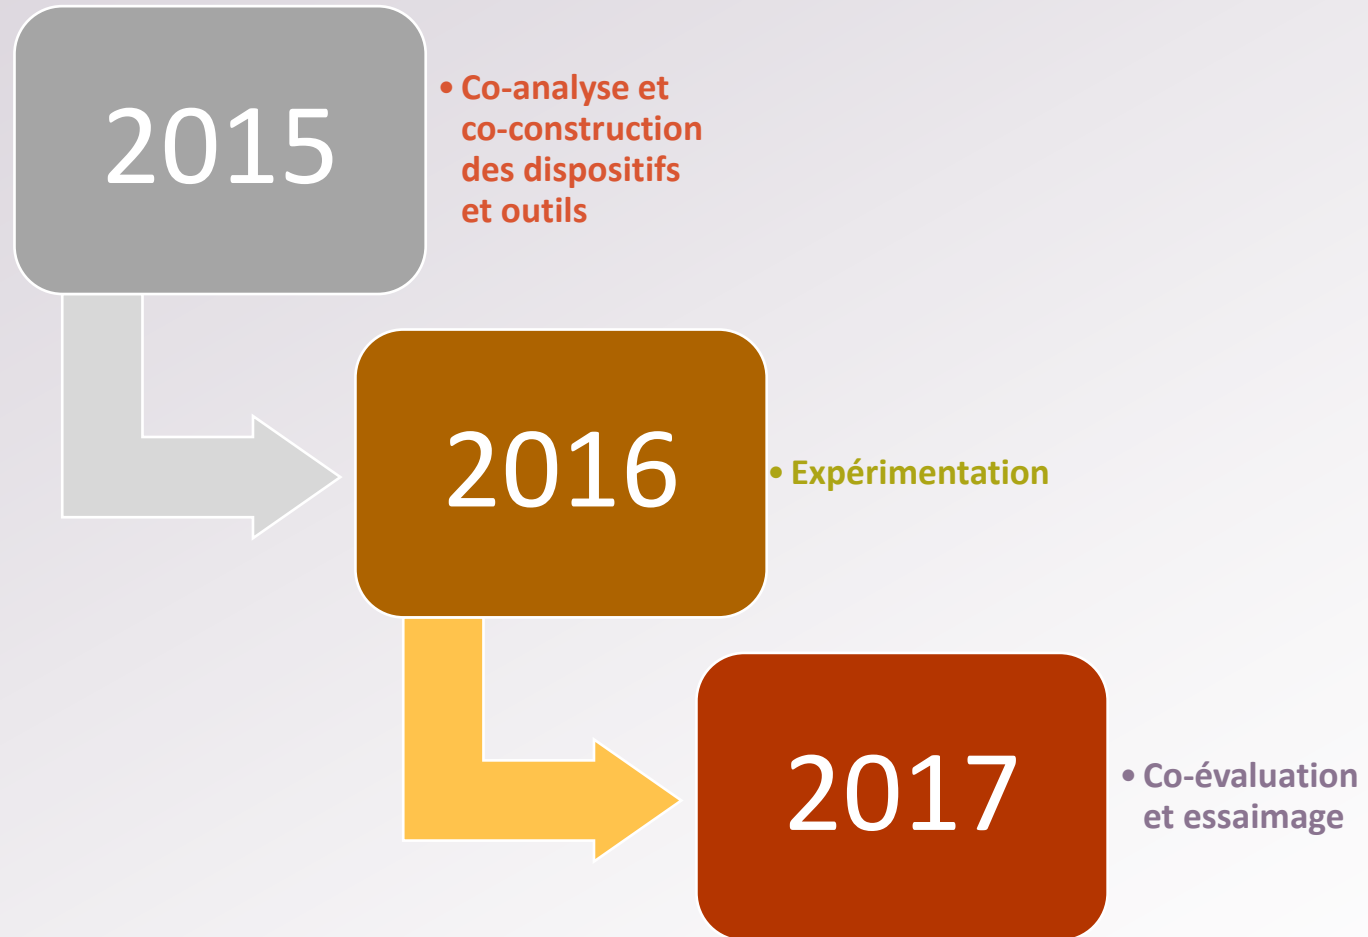 2015
• Co-analyse et
co-construction
des dispositifs
et outils
2016
• Expérimentation
2017
• Co-évaluation
et essaimage